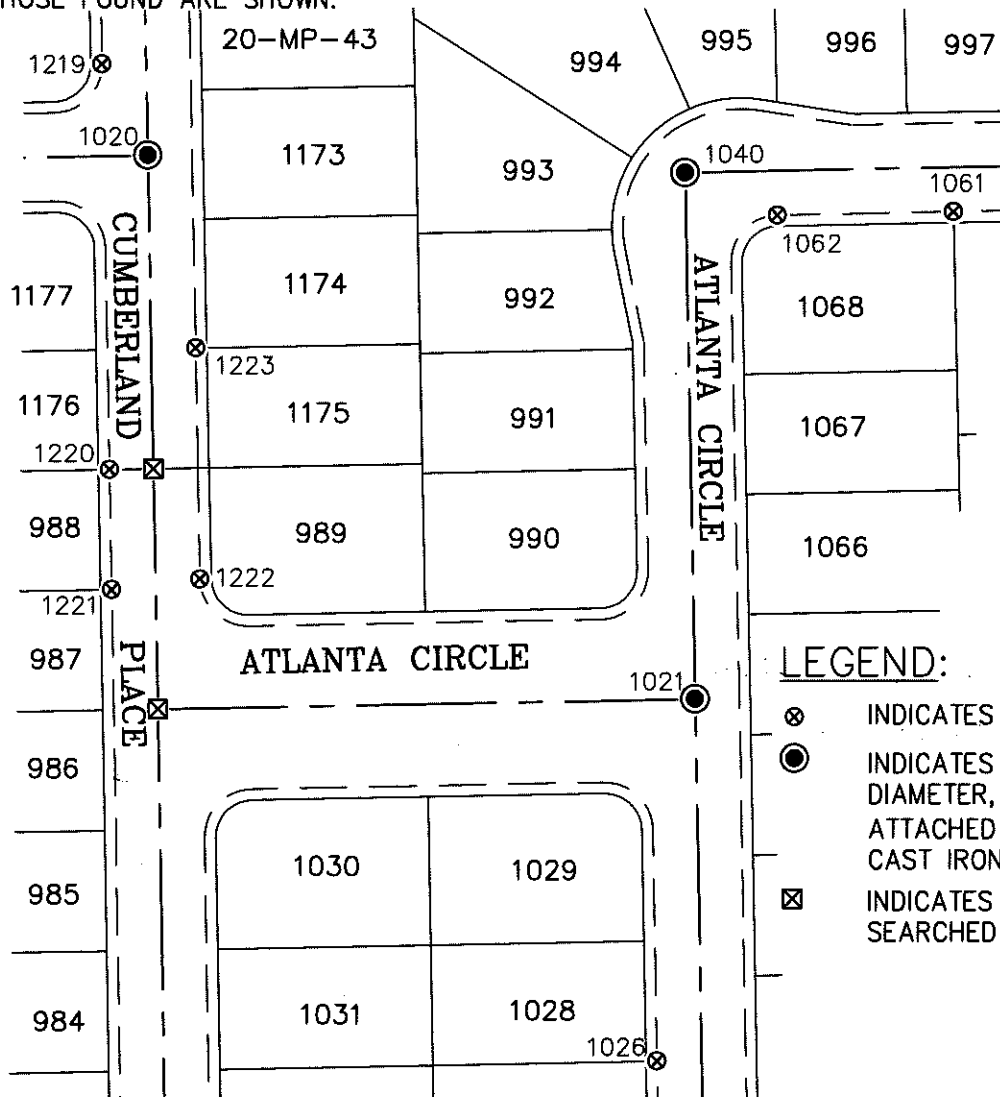 HOSE FOUND ARE SHOWN.
20-MP-43
994
995
996
997
1219
1020
1173
993
1040
1061
1062
CUMBERLAND
1177
1174
992
ATLANTA CIRCLE
1068
1223
1176
1175
991
1067
1220
988
989
990
1066
1222
1221
987
PLACE
ATLANTA CIRCLE
1021
LEGEND:
INDICATES
986
INDICATES
DIAMETER,
ATTACHED
CAST IRON
985
1030
1029
INDICATES
SEARCHED
984
1031
1028
1026